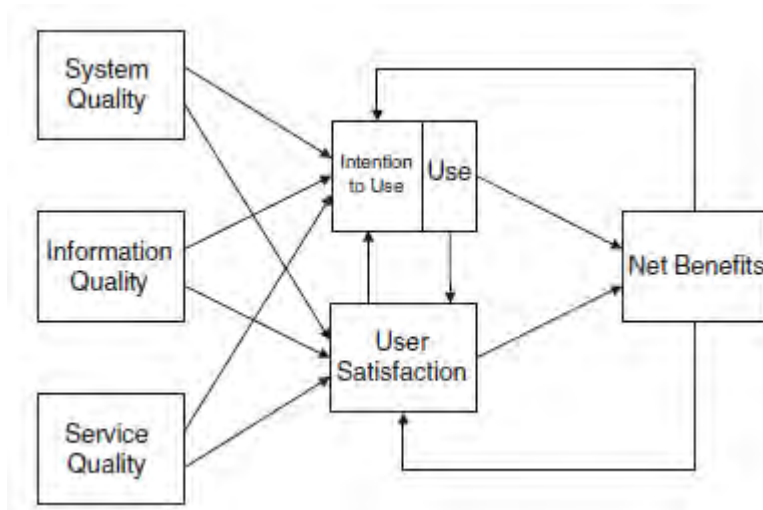 System
Quality
Intention
to Use
Use
Information
Quality
Net Benefits
User
Satisfaction
Service
Quality